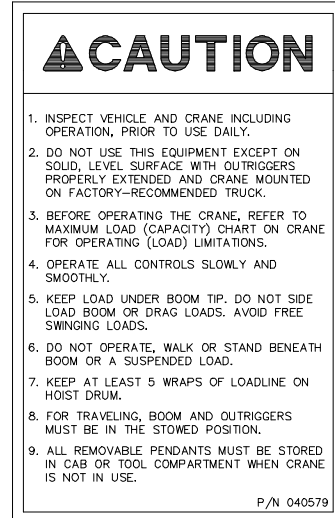 CAUTION
1. INSPECT VEHICLE AND CRANE INCLUDING
OPERATION, PRIOR TO USE DAILY.
2. DO NOT USE THIS EQUIPMENT EXCEPT ON
SOLID, LEVEL SURFACE WITH OUTRIGGERS
PROPERLY EXTENDED AND CRANE MOUNTED
ON FACTORY-RECOMMENDED TRUCK.
3. BEFORE OPERATING THE CRANE, REFER TO
MAXIMUM LOAD (CAPACITY) CHART ON CRANE
FOR OPERATING (LOAD) LIMITATIONS.
4. OPERATE ALL CONTROLS SLOWLY AND
SMOOTHLY.
5. KEEP LOAD UNDER BOOM TIP. DO NOT SIDE
LOAD BOOM OR DRAG LOADS. AVOID FREE
SWINGING LOADS.
6. DO NOT OPERATE, WALK OR STAND BENEATH
BOOM OR A SUSPENDED LOAD.
7. KEEP AT LEAST 5 WRAPS OF LOADLINE ON
HOIST DRUM.
8. FOR TRAVELING, BOOM AND OUTRIGGERS
MUST BE IN THE STOWED POSITION.
9. ALL REMOVABLE PENDANTS MUST BE STORED
IN CAB OR TOOL COMPARTMENT WHEN CRANE
IS NOT IN USE.
P/N 040579